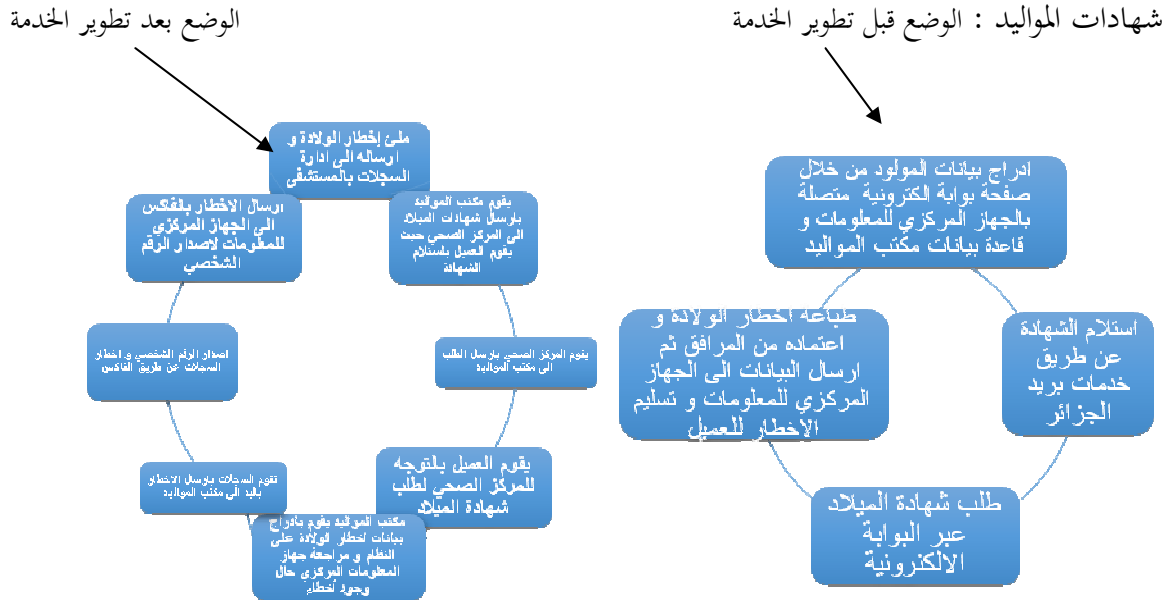 شهادات المواليد : الوضع قبل تطوير الخدمة
الوضع بعد تطوير الخدمة
ادراج بيانات المولود من خلال
صفحة بوابة الكترونية متصلة
بالجهاز المركزي للمعلومات و
قاعدة بيانات مكتب المواليد
استلام الشهادة
عن طريق
خدمات بريد
الجزائر
طلب شهادة الميلاد
عبر البوابة
الالكترونية
طباعة اخطار الولادة و
اعتماده من المرافق ثم
ارسال البيانات الى الجهاز
المركزي للمعلومات و تسليم
الإخطار للعميل
ملئ إخطار الولادة و
ارساله الى ادارة
السجلات بالمستشفى
يقوم مكتب المواليد
بارسال شهادات الميلاد
الى المركز الصحي حيث
يقوم العميل باستلام
الشهادة
يقوم المركز الصحي بارسال الطلب
الى مكتب المواليد
يقوم العميل بالتوجه
للمركز الصحي لطلب
شهادة الميلاد
مكتب المواليد يقوم بادراج
بيانات اخطار الولادة على
النظام و مراجعة جهاز
المعلومات المركزي حال
وجود أخطاء
تقوم السجلات بارسال الاخطار
باليد الى مكتب المواليد
اصدار الرقم الشخصي و اخطار
السجلات عن طريق الفاكس
ارسال الاخطار بالفاكس
الى الجهاز المركزي
للمعلومات لاصدار الرقم
الشخصي